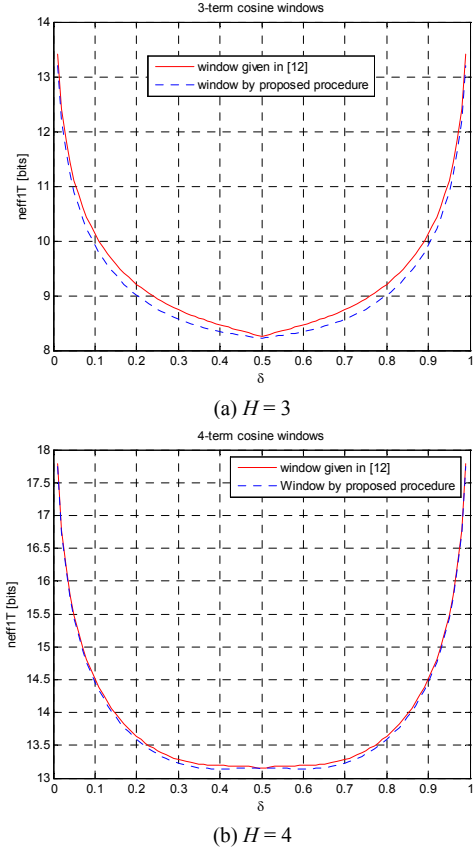 3-term cosine windows
14
13
12
11
10
9
8
neff1T [bits]
window given in [12]
window by proposed procedure
0 0.1 0.2 0.3 0.4 0.5 0.6 0.7 0.8 0.9 1
δ
(a) H = 3
4-term cosine windows
18
17.5
17
16.5
16
15.5
15
14.5
14
13.5
13
neff1T [bits]
window given in [12]
Window by proposed procedure
0 0.1 0.2 0.3 0.4 0.5 0.6 0.7 0.8 0.9 1
δ
(b) H = 4